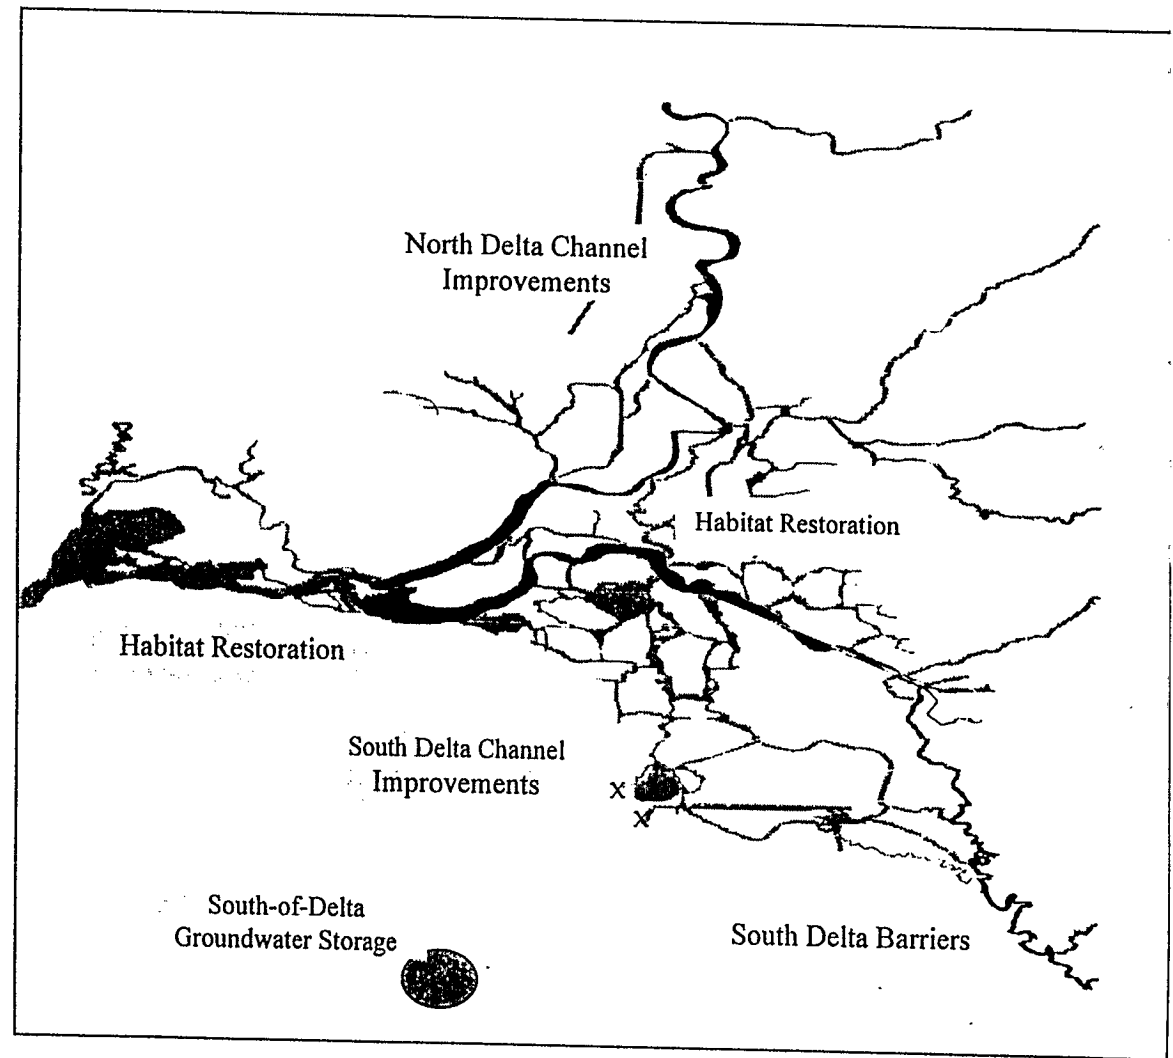 North Delta Channel
Improvements
Habitat Restoration
Habitat Restoration
South Delta Channel
Improvements
X
X
South-of-Delta
Groundwater Storage
South Delta Barriers